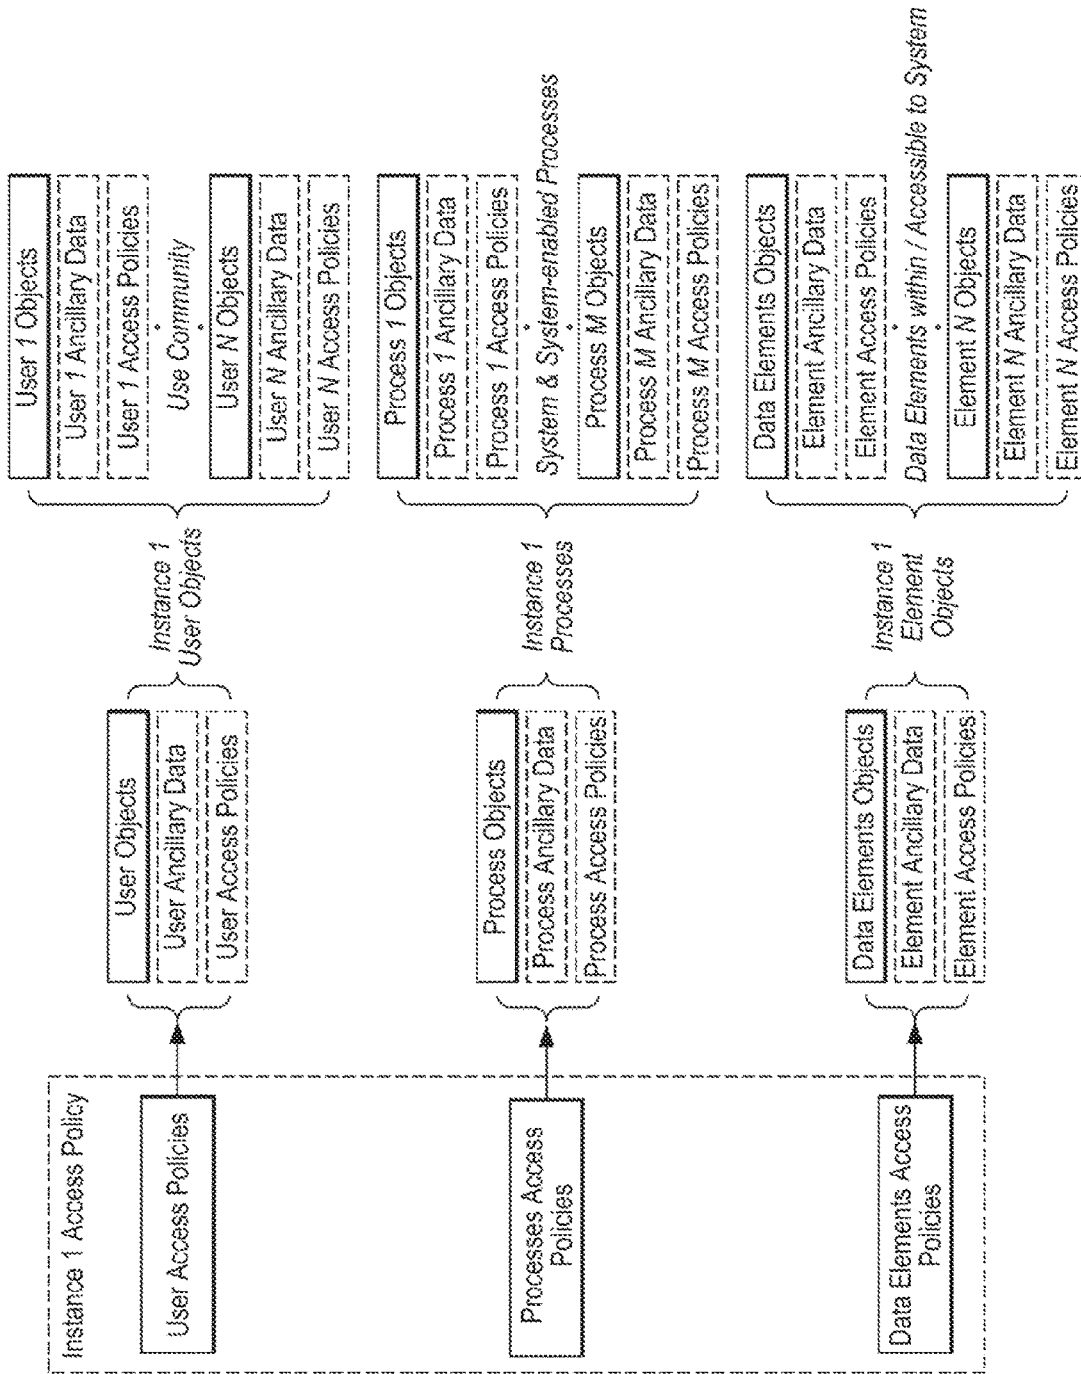 Instance 1 Access Policy
User Access Policies
Processes Access
Policies
Data Elements Access
Policies
User Objects
User Ancillary Data
User Access Policies
Process Objects
Process Ancillary Data
Process Access Policies
Data Elements Objects
Element Ancillary Data
Element Access Policies
Instance 1
User Objects
Instance 1
Processes
Instance 1
Element
Objects
User 1 Objects
User 1 Ancillary Data
User 1 Access Policies
Use Community
User N Objects
User N Ancillary Data
User N Access Policies
Process 1 Objects
Process 1 Ancillary Data
Process 1 Access Policies
System & System-enabled Processes
Process M Objects
Process M Ancillary Data
Process M Access Policies
Data Elements Objects
Element Ancillary Data
Element Access Policies
Data Elements within / Accessible to System
Element N Objects
Element N Ancillary Data
Element N Access Policies